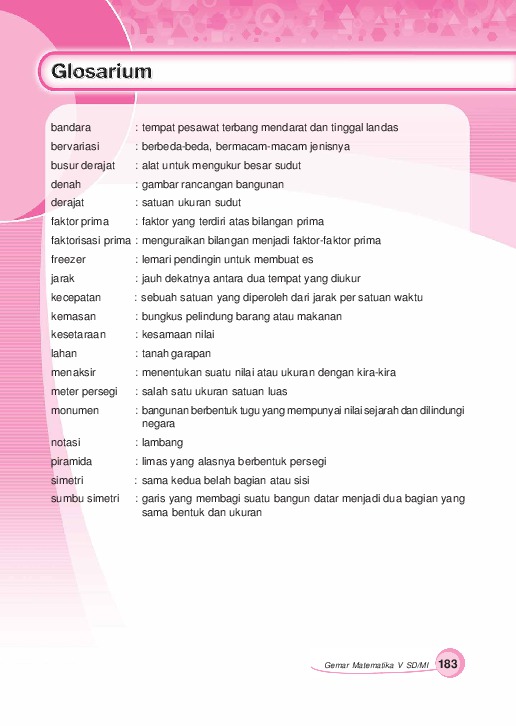 Glosarium
bandara : tempat pesawat terbang mendarat dan tinggal landas
bervariasi : berbeda-beda, bermacam-macam jenisnya
busur derajat : alat untuk mengukur besar sudut
denah : gambar rancangan bangunan
derajat : satuan ukuran sudut
faktor prima : faktor yang terdiri atas bilangan prima
faktorisasi prima : menguraikan bilangan menjadi faktor-faktor prima
freezer : lemari pendingin untuk membuat es
jarak : jauh dekatnya antara dua tempat yang diukur
kecepatan : sebuah satuan yang diperoleh dari jarak per satuan waktu
kemasan : bungkus pelindung barang atau makanan
kesetaraan : kesamaan nilai
lahan : tanah garapan
menaksir : menentukan suatu nilai atau ukuran dengan kira-kira
meter persegi : salah satu ukuran satuan luas
monumen : bangunan berbentuk tugu yang mempunyai nilai sejarah dan dilindungi
negara
notasi : lambang
piramida : limas yang alasnya berbentuk persegi
simetri : sama kedua belah bagian atau sisi
sumbu simetri : garis yang membagi suatu bangun datar menjadi dua bagian yang
sama bentuk dan ukuran
Gemar Matematika V SD/MI 183